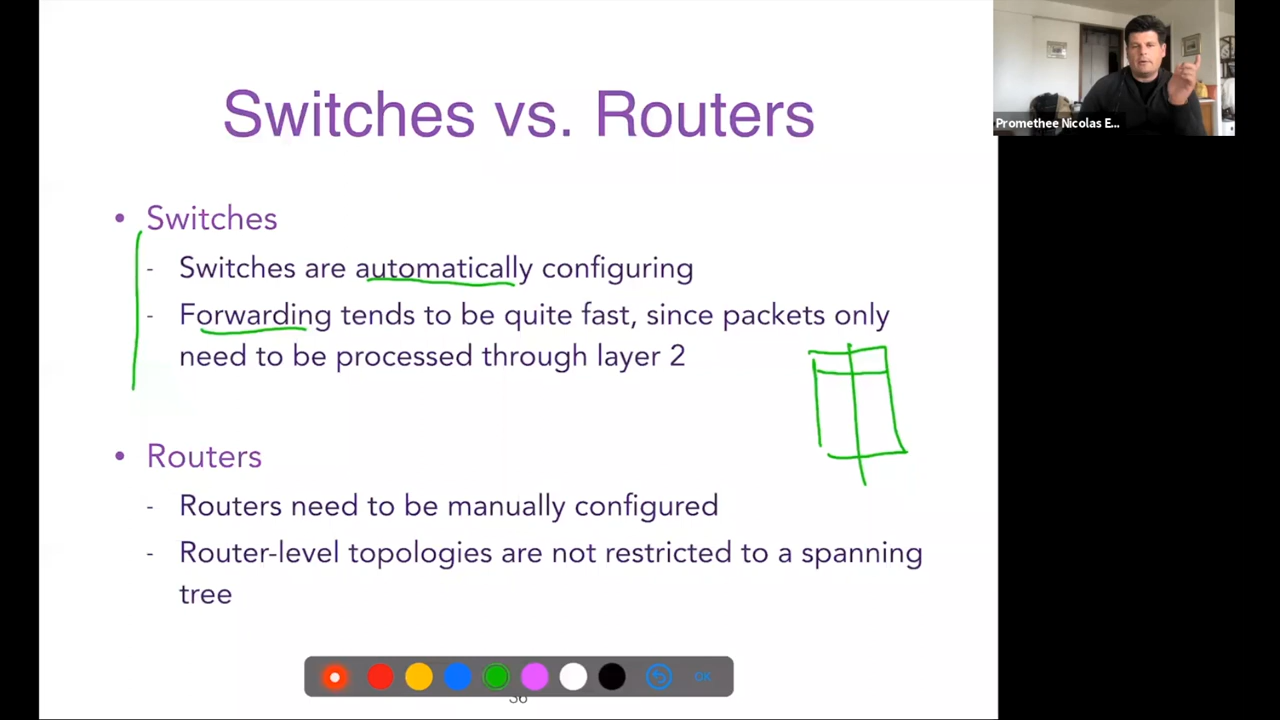 Switches vs. Routers
Promethee Nicolas E...
• Switches
- Switches are automatically configuring
- Forwarding tends to be quite fast, since packets only
need to be processed through layer 2
• Routers
- Routers need to be manually configured
- Router-level topologies are not restricted to a spanning
tree
OK